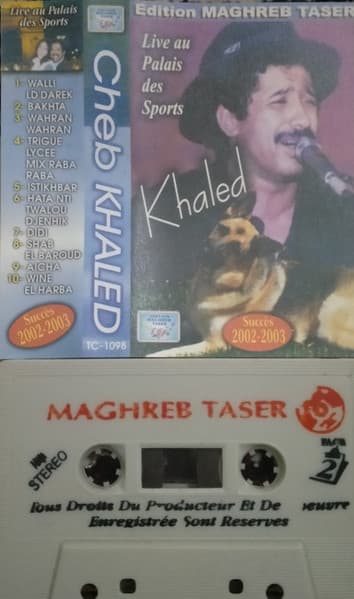 Live au Palais
des Sports
1- WALLI
LD DAREK
2- BAKHTA
3- WAHRAN
WAHRAN
4- TRIGUE
LYCEE
MIX RABA
RABA
5- ISTIKHBAR
6- HATA NTI
TWALOU
DJENHIK
7- DIDI
8- SHAB
EL BAROUD
9- AICHA
10- WINE
EL HARBA
Succès
2002-2003
Cheb KHALED
TC-1098
Edition MAGHREB TASER
Live au
Palais
des
Sports
Khaled
Succès
2002-2003
MAGHREB TASER
STEREO
2
Tous Droits Du Producteur Et De
Enregistrée Sont Reserves